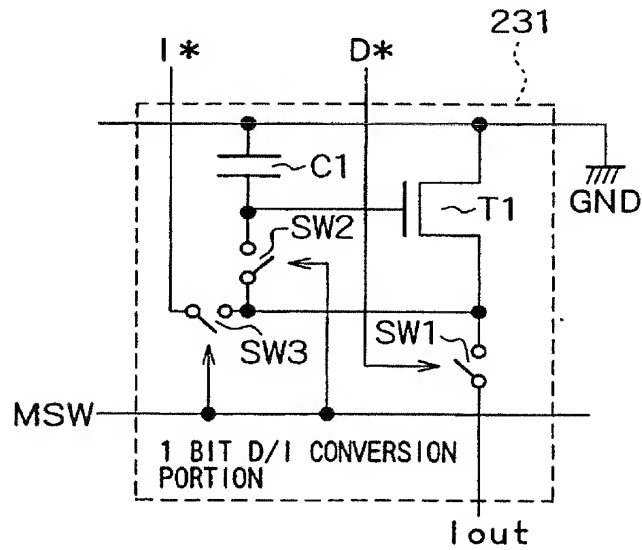 231
I*
D*
C1
T1
GND
SW2
SW1
SW3
MSW
1 BIT D/I CONVERSION
PORTION
Iout